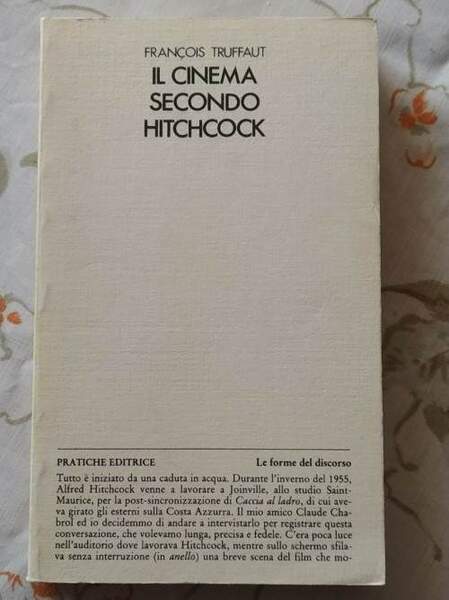 FRANÇOIS TRUFFAUT
IL CINEMA
SECONDO
HITCHCOCK
PRATICHE EDITRICE Le forme del discorso
Tutto è iniziato da una caduta in acqua. Durante l'inverno del 1955,
Alfred Hitchcock venne a lavorare a Joinville, allo studio Saint-
Maurice, per la post-sincronizzazione di Caccia al ladro, di cui ave-
va girato gli esterni sulla Costa Azzurra. Il mio amico Claude Cha-
brol ed io decidemmo di andare a intervistarlo per registrare questa
conversazione, che volevamo lunga, precisa e fedele. C'era poca luce
nell'auditorio dove lavorava Hitchcock, mentre sullo schermo sfila-
va senza interruzione (in anello) una breve scena del film che mo-